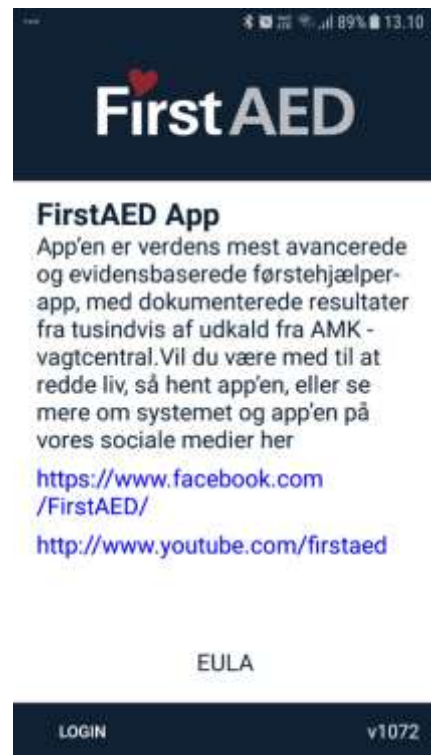 89% 13.10
First AED
FirstAED App
App'en er verdens mest avancerede
og evidensbaserede førstehjælper-
app, med dokumenterede resultater
fra tusindvis af udkald fra AMK -
vagtcentral.Vil du være med til at
redde liv, så hent app'en, eller se
mere om systemet og app'en på
vores sociale medier her
https://www.facebook.com
/FirstAED/
http://www.youtube.com/firstaed
EULA
LOGIN v1072